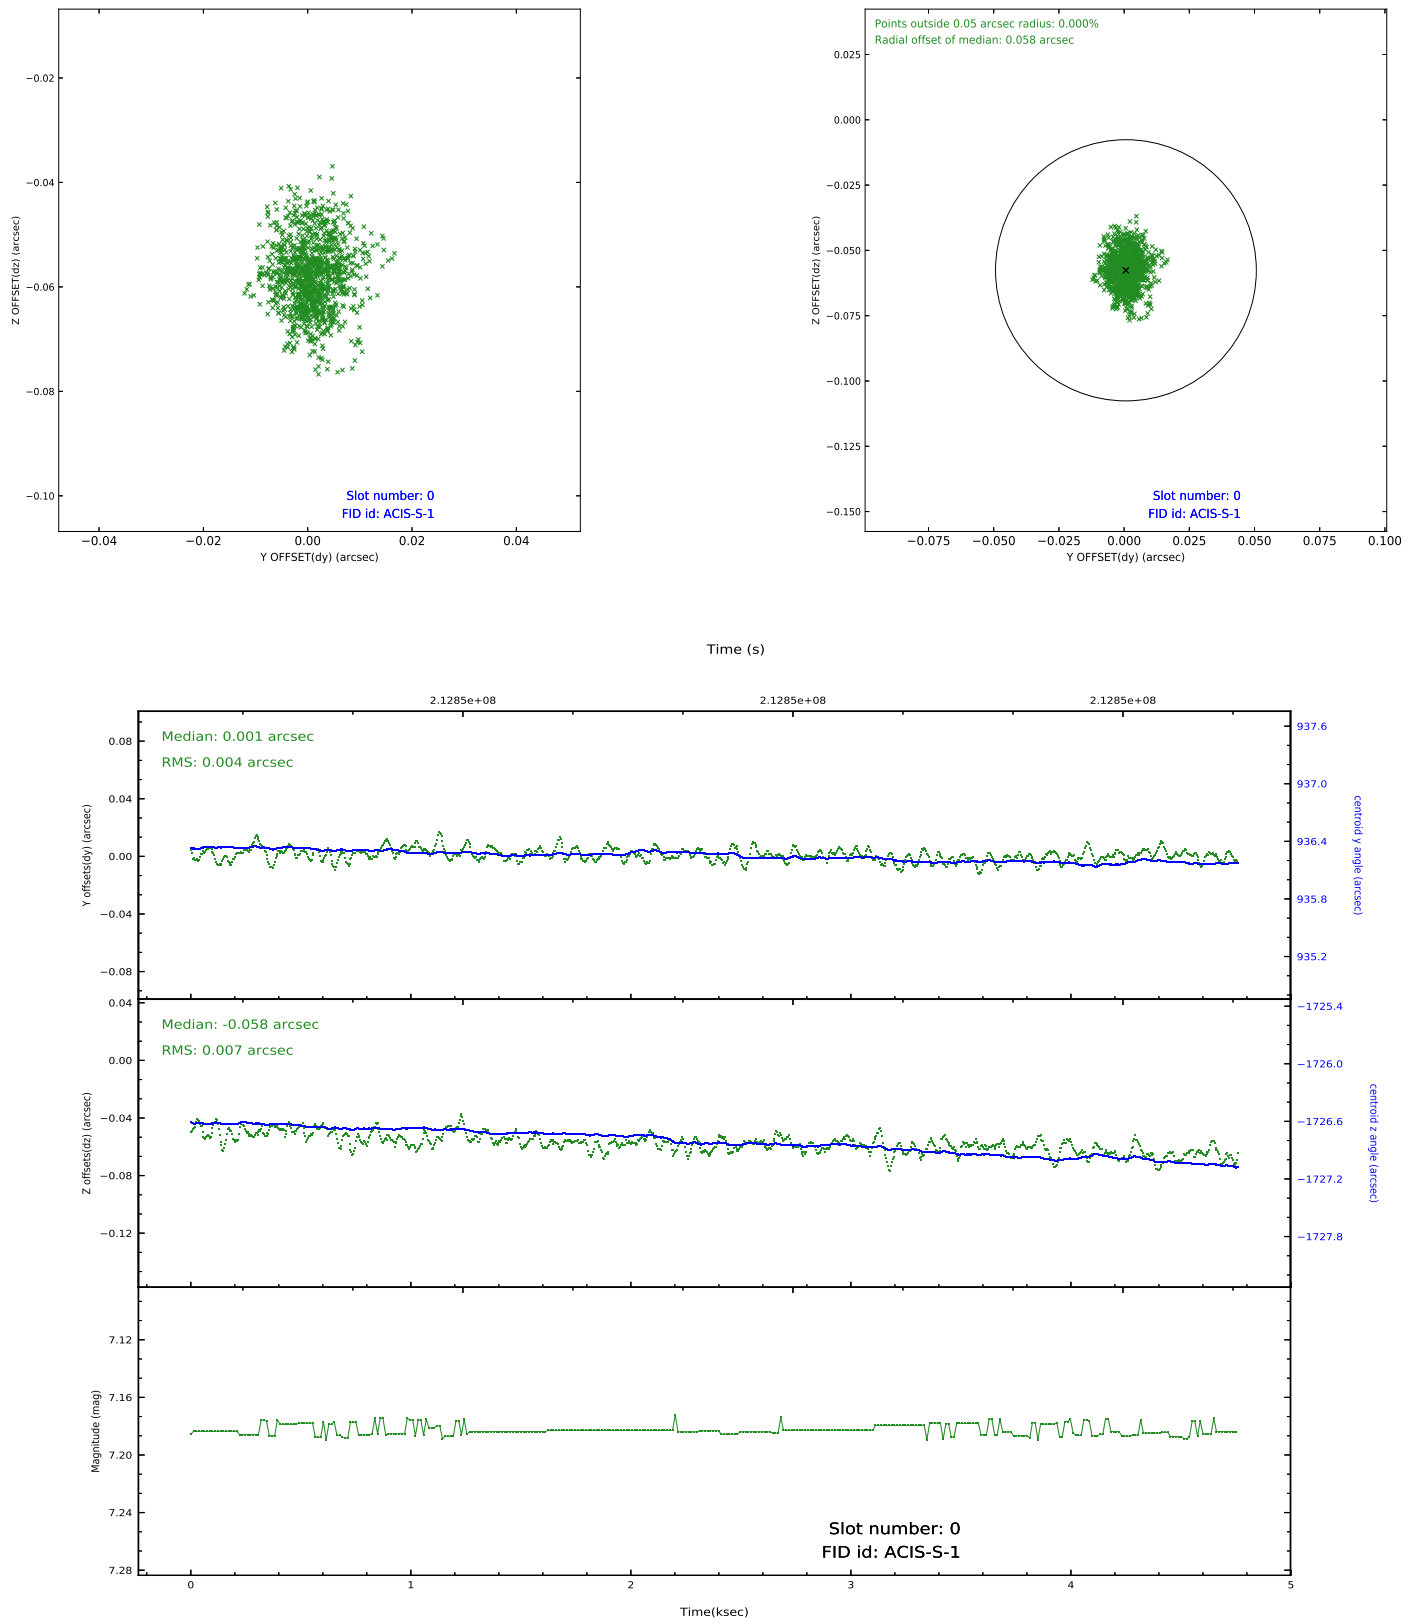 −0.02
−0.04
−0.06
−0.08
−0.10
Z OFFSET(dz) (arcsec)
Slot number: 0
FID id: ACIS-S-1
−0.04
−0.02
0.00
0.02
0.04
Y OFFSET(dy) (arcsec)
Points outside 0.05 arcsec radius: 0.000%
Radial offset of median: 0.058 arcsec
0.025
0.000
−0.025
−0.050
−0.075
−0.100
−0.125
−0.150
Z OFFSET(dz) (arcsec)
Slot number: 0
FID id: ACIS-S-1
−0.075
−0.050
−0.025
0.000
0.025
0.050
0.075
0.100
Y OFFSET(dy) (arcsec)
Time (s)
2.1285e+08
2.1285e+08
2.1285e+08
Median: 0.001 arcsec
RMS: 0.004 arcsec
0.08
0.04
0.00
−0.04
−0.08
Y offsets(dy) (arcsec)
937.6
937.0
936.4
935.8
935.2
centroid y angle (arcsec)
Median: -0.058 arcsec
RMS: 0.007 arcsec
0.04
0.00
−0.04
−0.08
−0.12
Z offsets(dz) (arcsec)
−1725.4
−1726.0
−1726.6
−1727.2
−1727.8
centroid z angle (arcsec)
7.12
7.16
7.20
7.24
7.28
Magnitude (mag)
Slot number: 0
FID id: ACIS-S-1
0
1
2
3
4
5
Time(ksec)